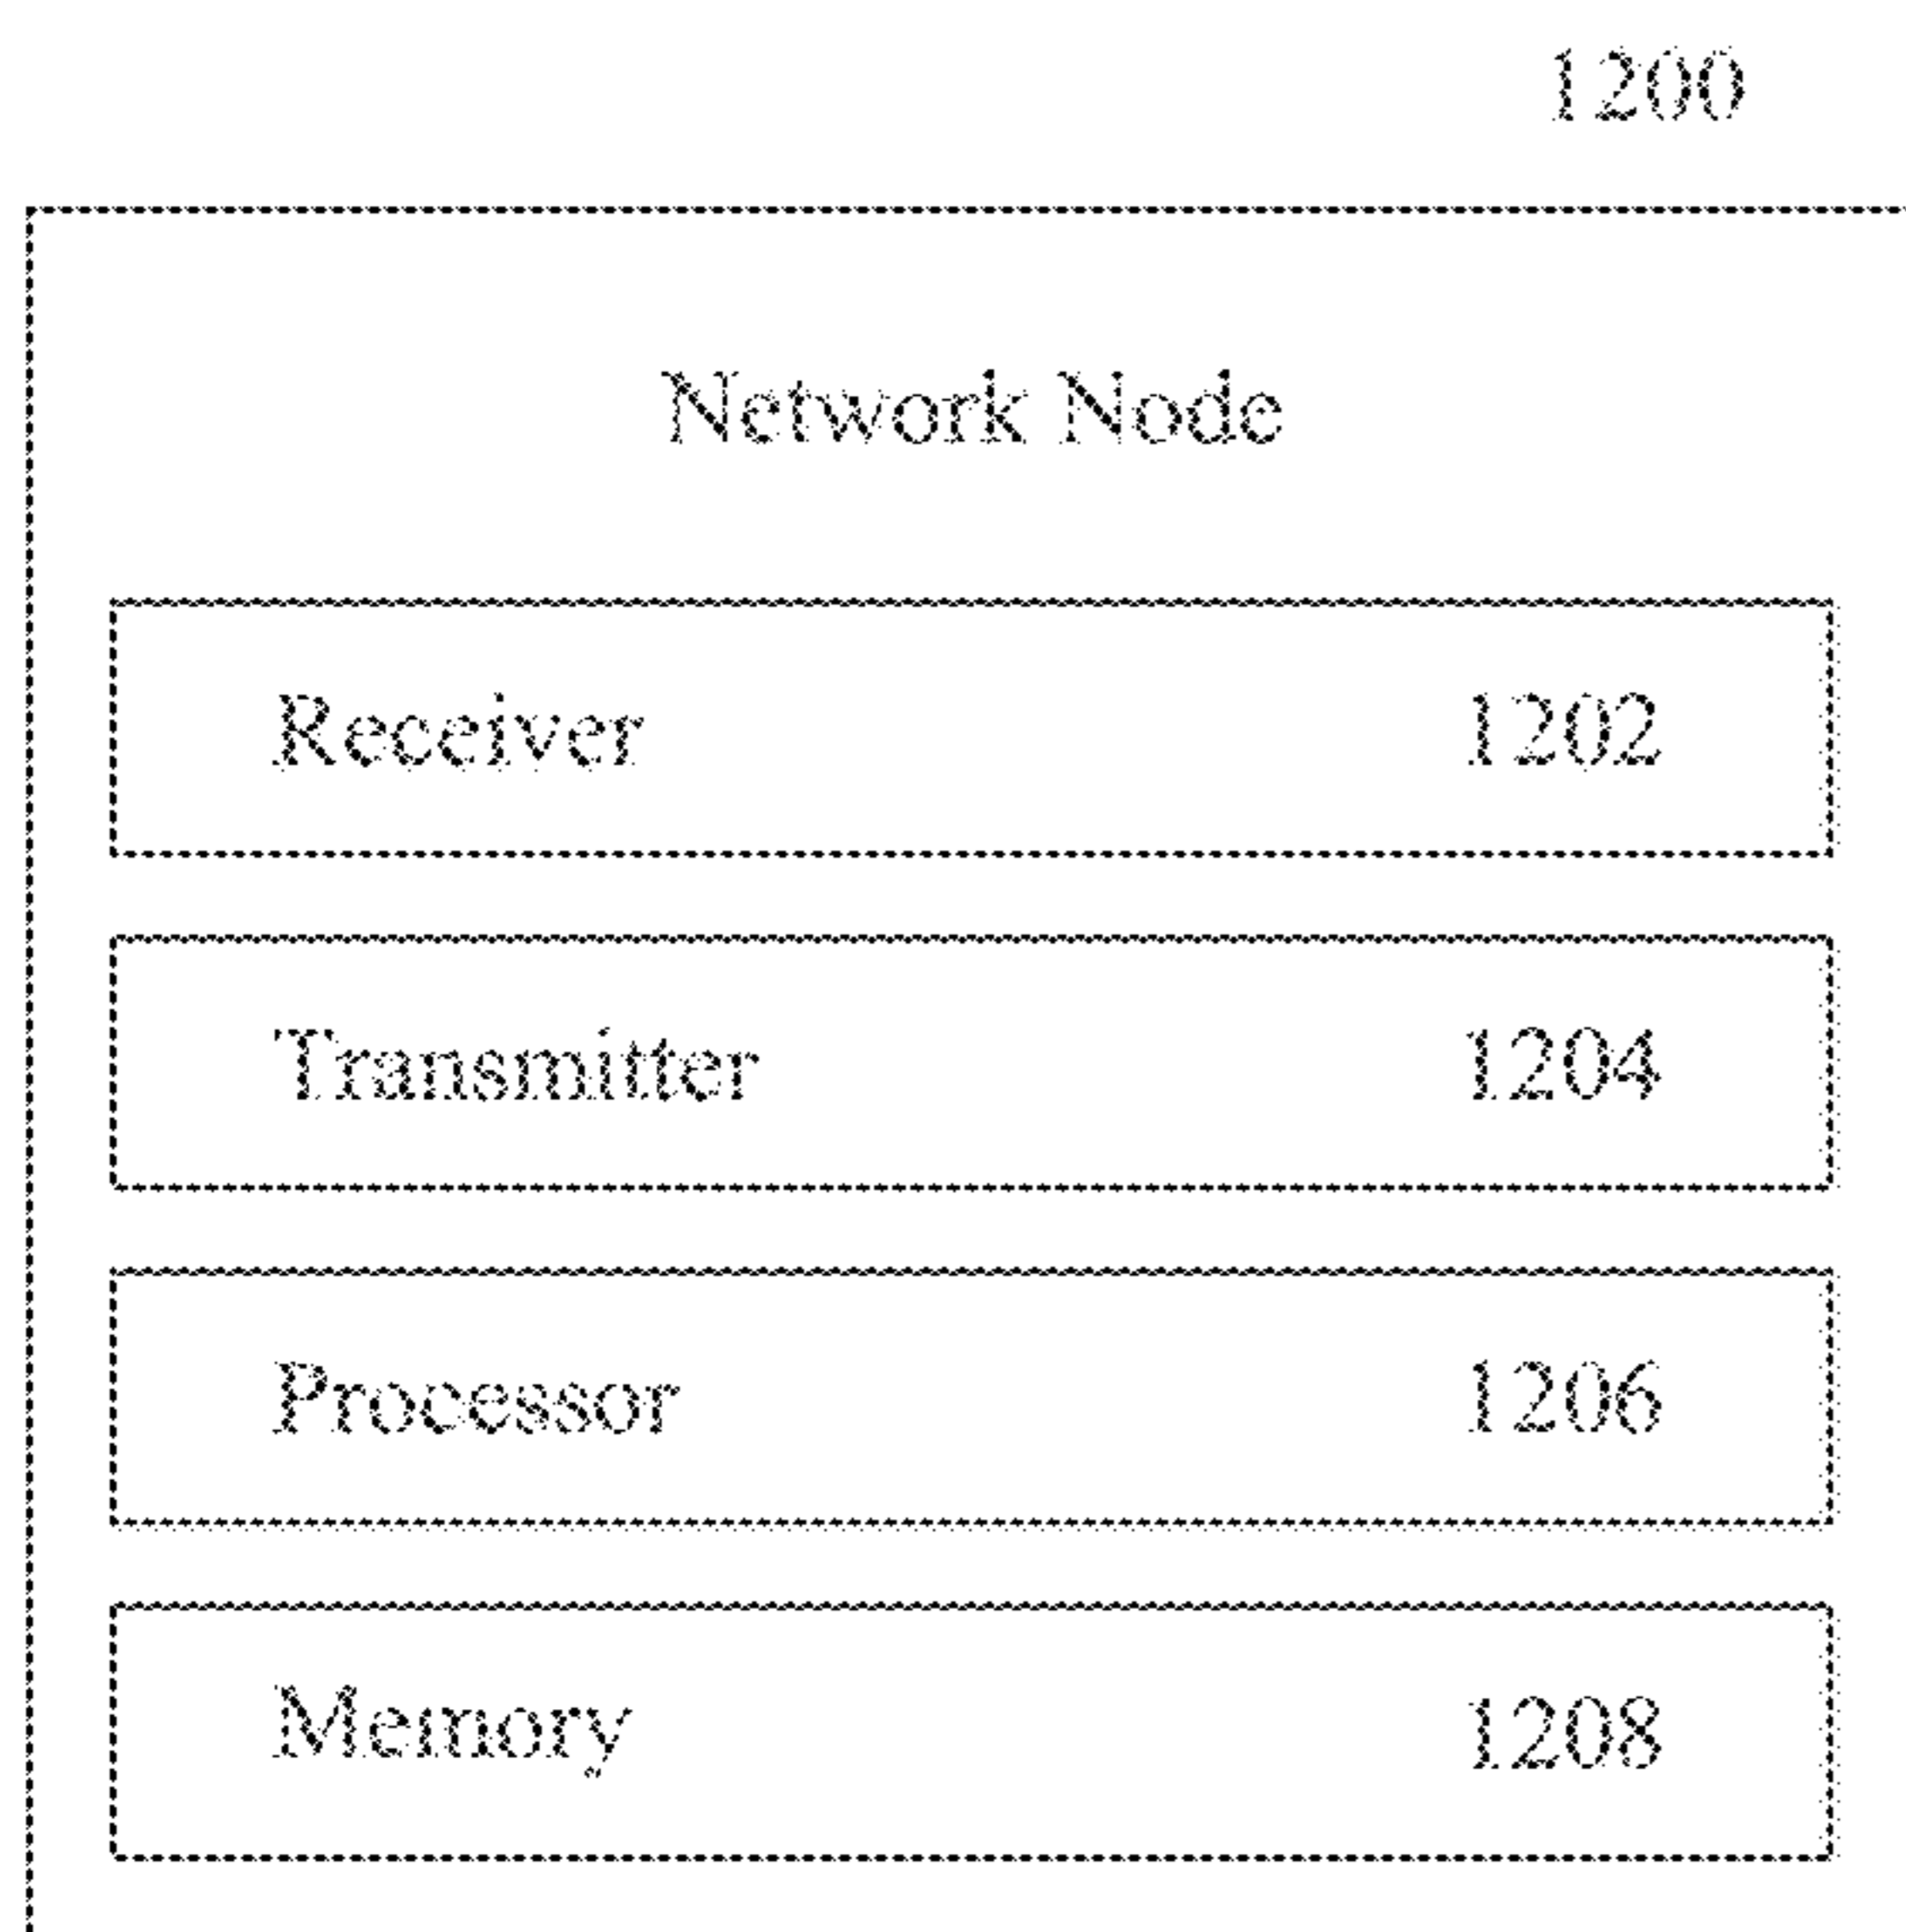 1200
Network Node
Receiver 1202
Transmitter 1204
Processor 1206
Memory 1208